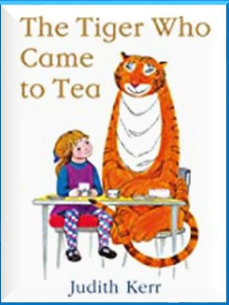 The Tiger Who
Came
to Tea
Judith Kerr